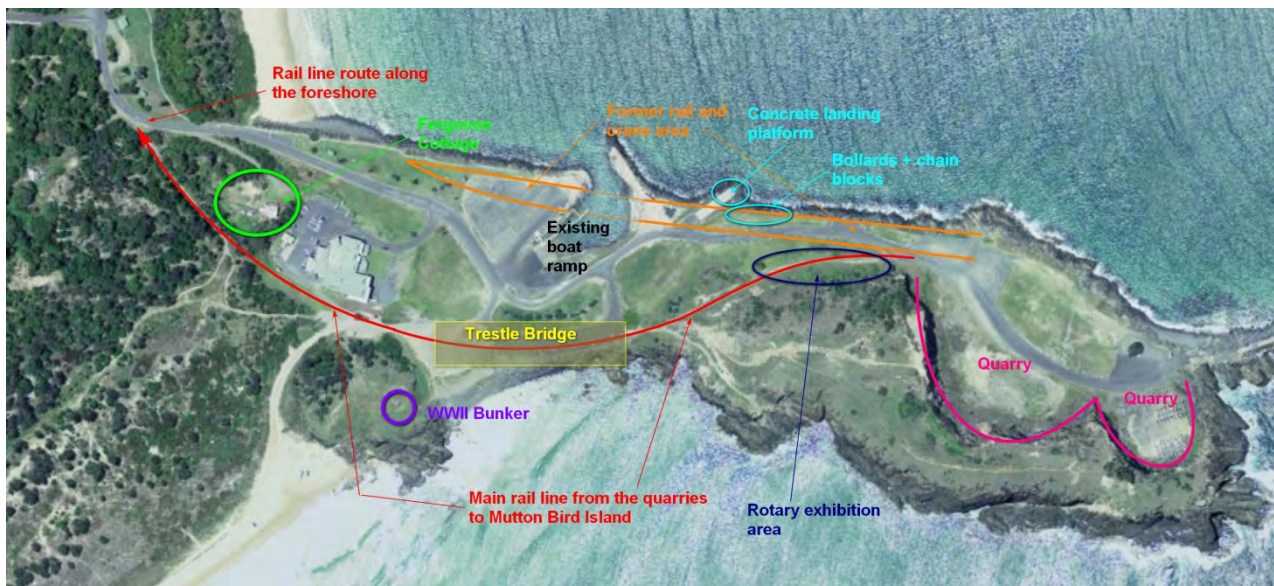 Rail line route along
the foreshore
Ferguson
Cottage
Former rail and
crane area
Concrete landing
platform
Bollards + chain
blocks
Existing
boat
ramp
Trestle Bridge
WWII Bunker
Quarry
Quarry
Main rail line from the quarries
to Mutton Bird Island
Rotary exhibition
area